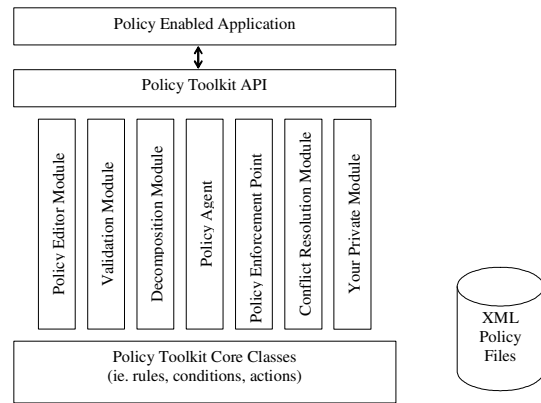 Policy Enabled Application
Policy Toolkit API
Policy Editor Module
Validation Module
Decomposition Module
Policy Agent
Policy Enforcement Point
Conflict Resolution Module
Your Private Module
Policy Toolkit Core Classes
(ie. rules, conditions, actions)
XML
Policy
Files